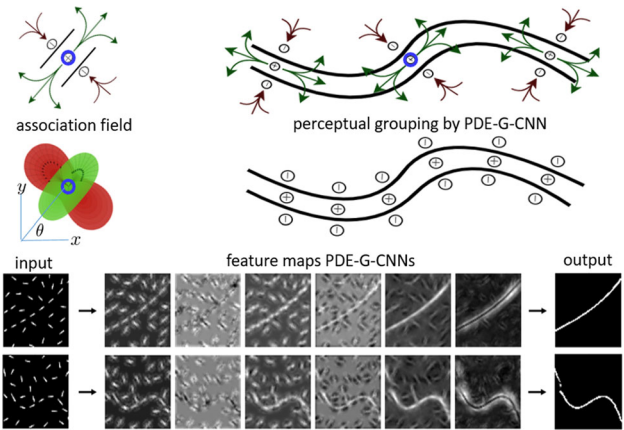 association field
perceptual grouping by PDE-G-CNN
y
θ
x
input
feature maps PDE-G-CNNs
output